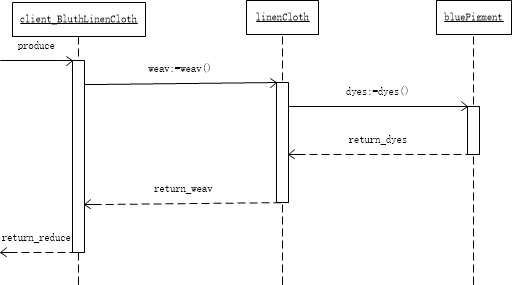 client_BluthLinenCloth
linenCloth
bluePigment
produce
weav:=weav()
dyes:=dyes()
return_dyes
return_weav
return_reduce